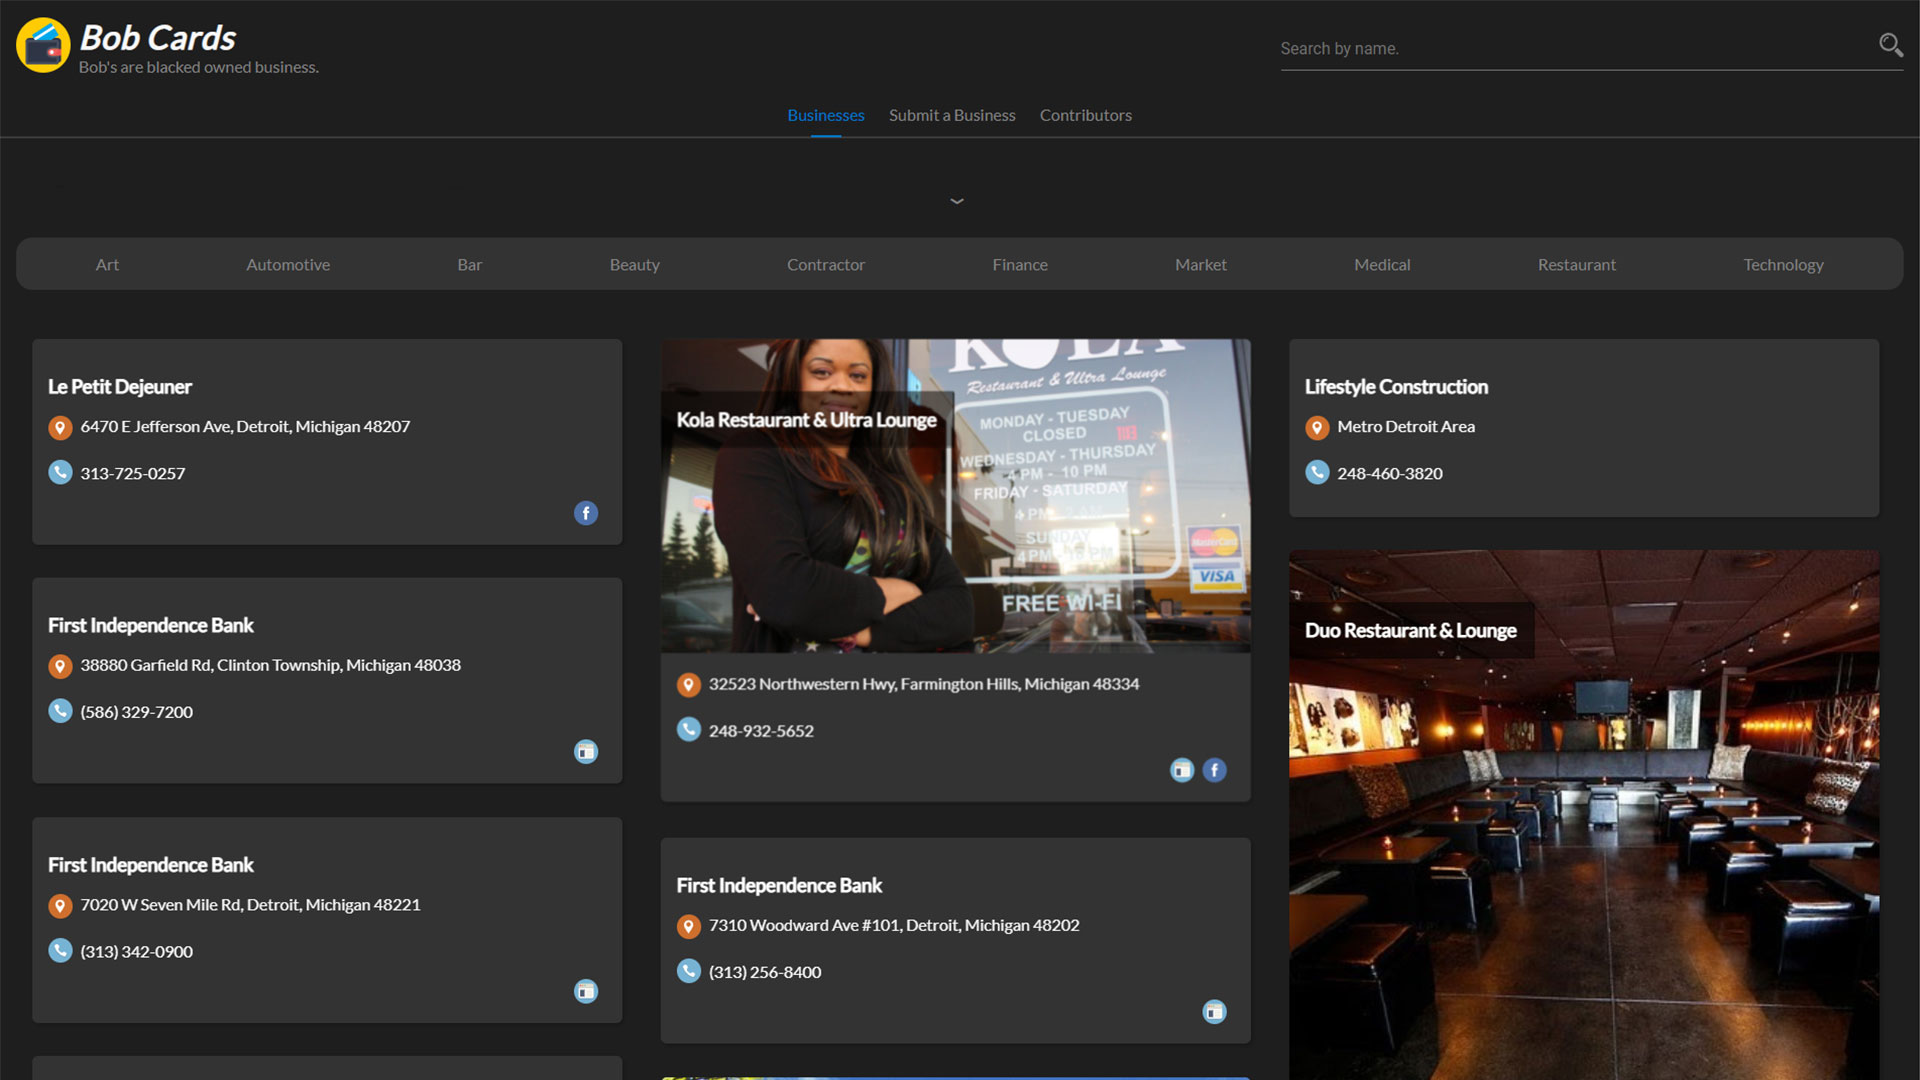 Bob Cards
Bob's are blacked owned business.
Search by name.
Businesses Submit a Business Contributors
Art Automotive Bar Beauty Contractor Finance Market Medical Restaurant Technology
Le Petit Dejeuner
6470 E Jefferson Ave, Detroit, Michigan 48207
313-725-0257
f
First Independence Bank
38880 Garfield Rd, Clinton Township, Michigan 48038
(586) 329-7200
First Independence Bank
7020 W Seven Mile Rd, Detroit, Michigan 48221
(313) 342-0900
KOLA
Restaurant & Ultra Lounge
Kola Restaurant & Ultra Lounge
MONDAY - TUESDAY
CLOSED
WEDNESDAY - THURSDAY
4 PM - 10 PM
FRIDAY - SATURDAY
4 PM - 2 AM
SUNDAY
4 PM -
MasterCard
VISA
FREE WI-FI
32523 Northwestern Hwy, Farmington Hills, Michigan 48334
248-932-5652
f
First Independence Bank
7310 Woodward Ave #101, Detroit, Michigan 48202
(313) 256-8400
Lifestyle Construction
Metro Detroit Area
248-460-3820
Duo Restaurant & Lounge